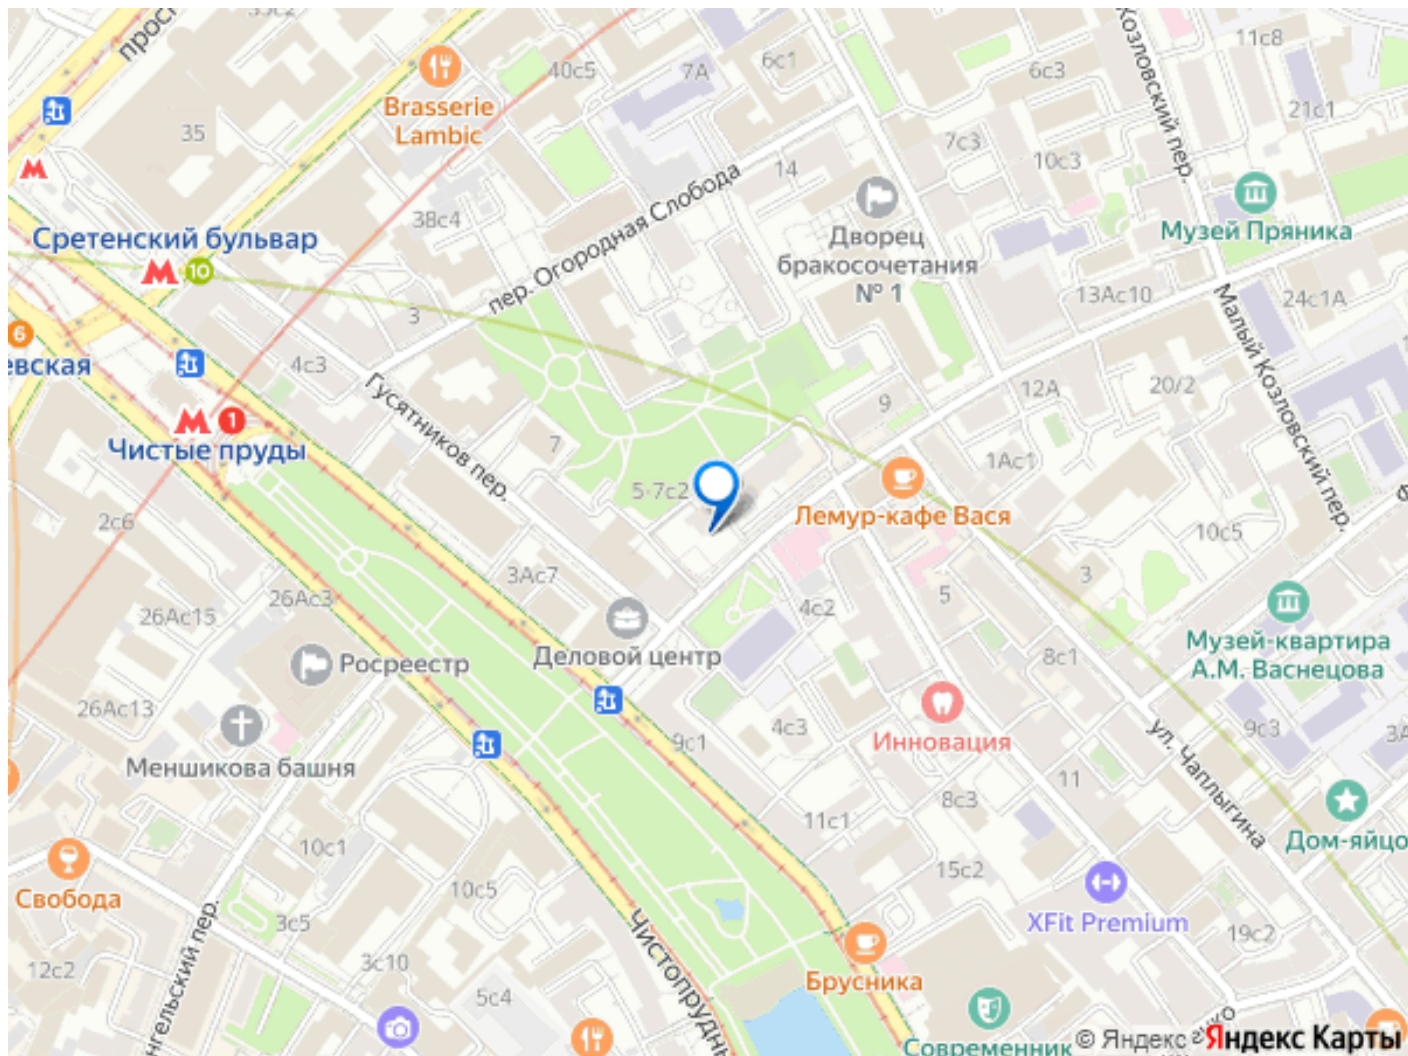 40с5
7А
6с1
6с3
11с8
Brasserie
Lambic
35
21с1
Козловский пер.
7с3
10с3
14
38с4
пер. Огородная Слобода
Дворец
бракосочетания
№ 1
Музей Пряника
Сретенский бульвар
10
3
13Ас10
24с1А
6
евская
4с3
Гусятников пер.
Малый Козловский пер.
12А
20/2
9
1
Чистые пруды
7
1Ас1
5-7с2
Лемур-кафе Вася
2с6
10с5
3Ас7
3
26Ас3
26Ас15
4с2
5
Музей-квартира
А.М. Васнецова
Росреестр
Деловой центр
8с1
26Ас13
9с1
4с3
Инновация
ул. Чаплыгина
9с3
3А
Меншикова башня
11
8с3
11с1
Дом-яйцо
10с1
15с2
Свобода
10с5
XFit Premium
3с5
19с2
12с2
3с10
Брусника
5с4
Чистопрудны
нгельский пер.
Современник
© Яндекс
Яндекс Карты